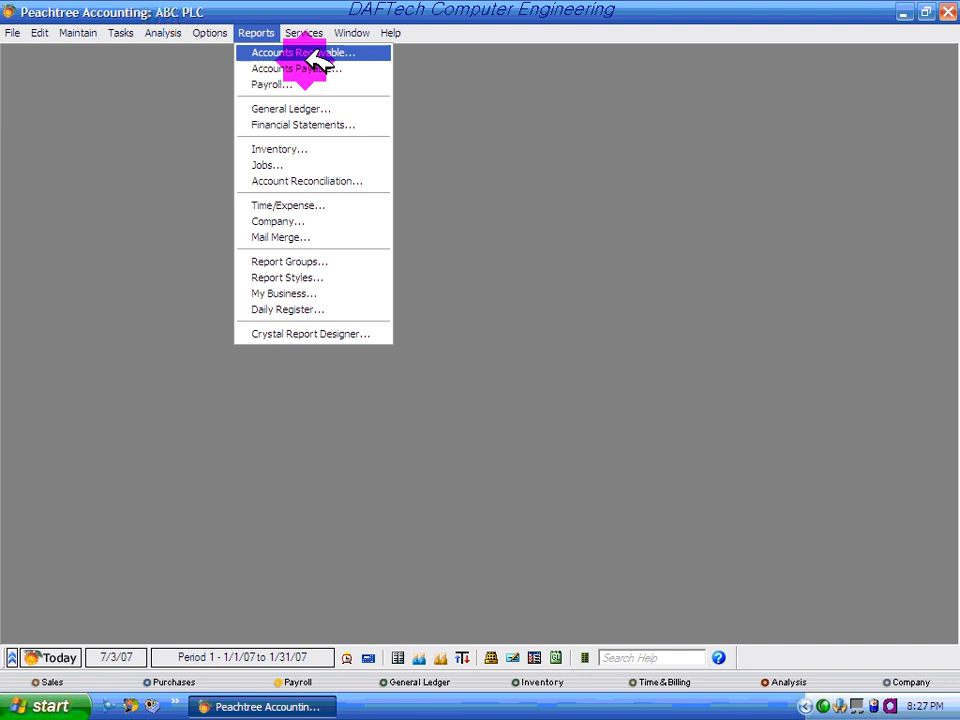 DAFTech Computer Engineering
Peachtree Accounting: ABC PLC
File Edit Maintain Tasks Analysis Options Reports Services Window Help
Accounts Receivable...
Accounts Payable...
Payroll...
General Ledger...
Financial Statements...
Inventory...
Jobs...
Account Reconciliation...
Time/Expense...
Company...
Mail Merge...
Report Groups...
Report Styles...
My Business...
Daily Register...
Crystal Report Designer...
Today 7/3/07 Period 1 - 1/1/07 to 1/31/07 Search Help
Sales Purchases Payroll General Ledger Inventory Time & Billing Analysis Company
start Peachtree Accountin... 8:27 PM